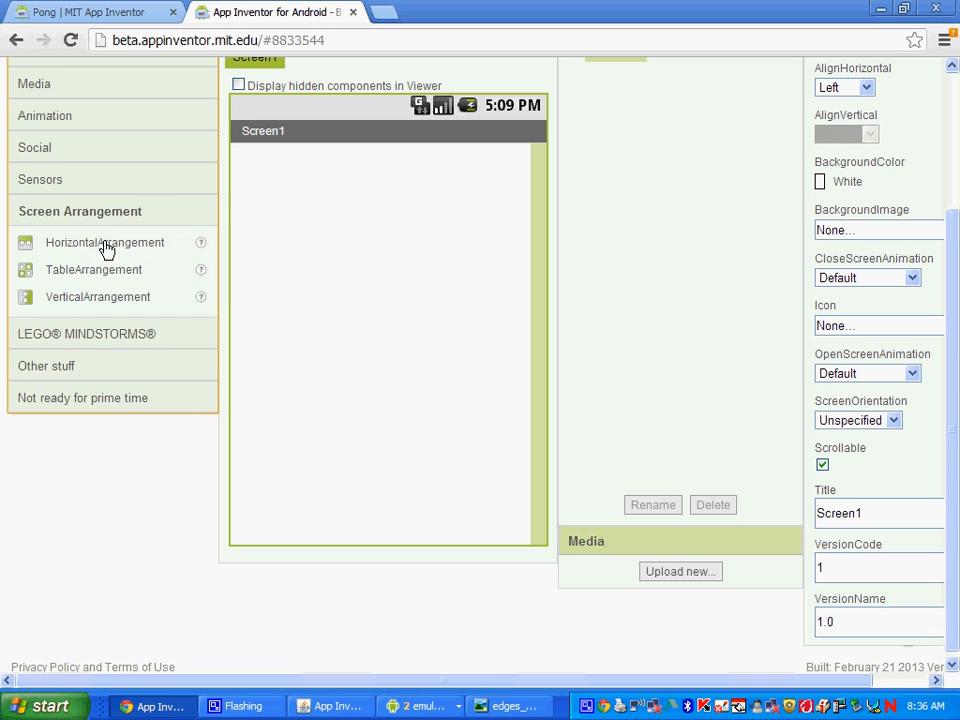 Pong | MIT App Inventor
App Inventor for Android - B
beta.appinventor.mit.edu/#8833544
Screen1
Media
Animation
Social
Sensors
Screen Arrangement
HorizontalArrangement ?
TableArrangement ?
VerticalArrangement ?
LEGO® MINDSTORMS®
Other stuff
Not ready for prime time
Display hidden components in Viewer
5:09 PM
Screen1
Rename Delete
Media
Upload new...
AlignHorizontal
Left
AlignVertical
BackgroundColor
White
BackgroundImage
None...
CloseScreenAnimation
Default
Icon
None...
OpenScreenAnimation
Default
ScreenOrientation
Unspecified
Scrollable
Title
Screen1
VersionCode
1
VersionName
1.0
Privacy Policy and Terms of Use
Built: February 21 2013 Ver
start
App Inv...
Flashing
App Inv...
2 emul...
edges_...
8:36 AM